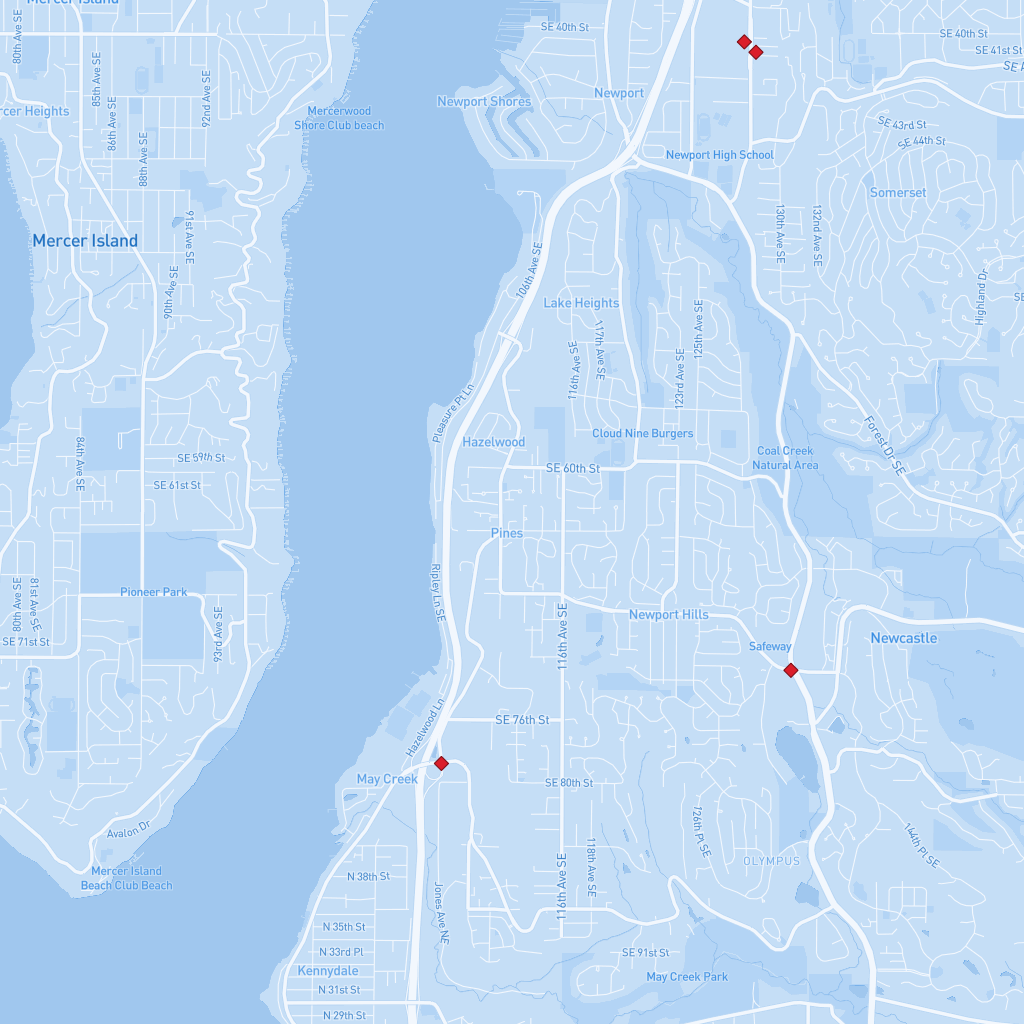 Mercer Island
80th Ave SE
85th Ave SE
86th Ave SE
88th Ave SE
92nd Ave SE
rcer Heights
Mercerwood
Shore Club beach
Newport Shores
SE 40th St
Newport
SE 40th St
SE 41st St
SE 43rd St
SE 44th St
Newport High School
Somerset
91st Ave SE
90th Ave SE
Mercer Island
130th Ave SE
132nd Ave SE
106th Ave SE
Lake Heights
Highland Dr
116th Ave SE
117th Ave SE
125th Ave SE
123rd Ave SE
Pleasure Pt Ln
Hazelwood
Cloud Nine Burgers
Forest Dr SE
Coal Creek
Natural Area
84th Ave SE
SE 59th St
SE 61st St
SE 60th St
Pines
Pioneer Park
80th Ave SE
81st Ave SE
93rd Ave SE
SE 71st St
Ripley Ln SE
116th Ave SE
Newport Hills
Safeway
Newcastle
Hazelwood Ln
SE 76th St
May Creek
SE 80th St
126th Pl SE
144th Pl SE
OLYMPUS
Avalon Dr
Mercer Island
Beach Club Beach
N 38th St
Jones Ave NE
116th Ave SE
118th Ave SE
N 35th St
N 33rd Pl
Kennydale
N 31st St
N 29th St
SE 91st St
May Creek Park